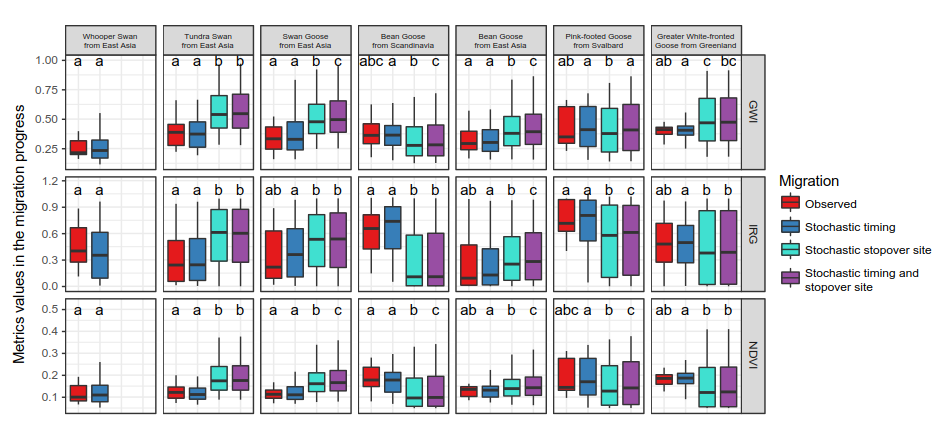 Whooper Swan
from East Asia
Tundra Swan
from East Asia
Swan Goose
from East Asia
Bean Goose
from Scandinavia
Bean Goose
from East Asia
Pink-footed Goose
from Svalbard
Greater White-fronted
Goose from Greenland
Metrics values in the migration progress
1.00
0.75
0.50
0.25
a a
a a b b
a a b c
abc a b c
a a b c
ab a b c
ab a c bc
GWI
1.2
0.9
0.6
0.3
0.0
a a
a a b b
ab a b b
a a b b
ab a b c
a a b c
ab a b b
IRG
0.5
0.4
0.3
0.2
0.1
a a
a a b b
a a b c
a a b b
a a b c
abc a b c
a a b b
NDVI
Migration
Observed
Stochastic timing
Stochastic stopover site
Stochastic timing and
stopover site